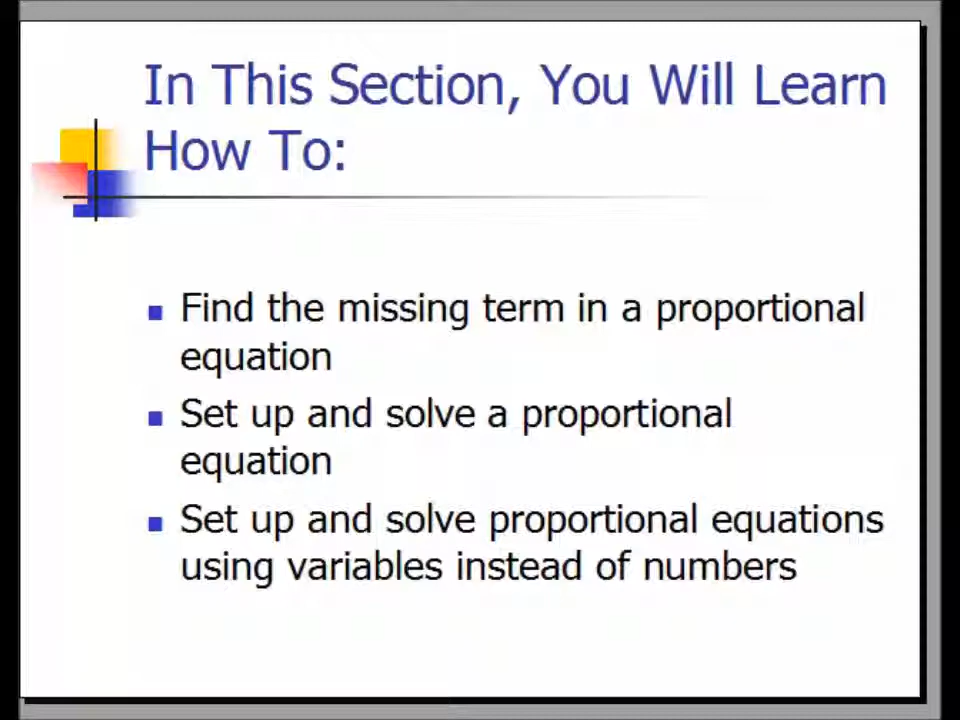 In This Section, You Will Learn
How To:
Find the missing term in a proportional
equation
Set up and solve a proportional
equation
Set up and solve proportional equations
using variables instead of numbers